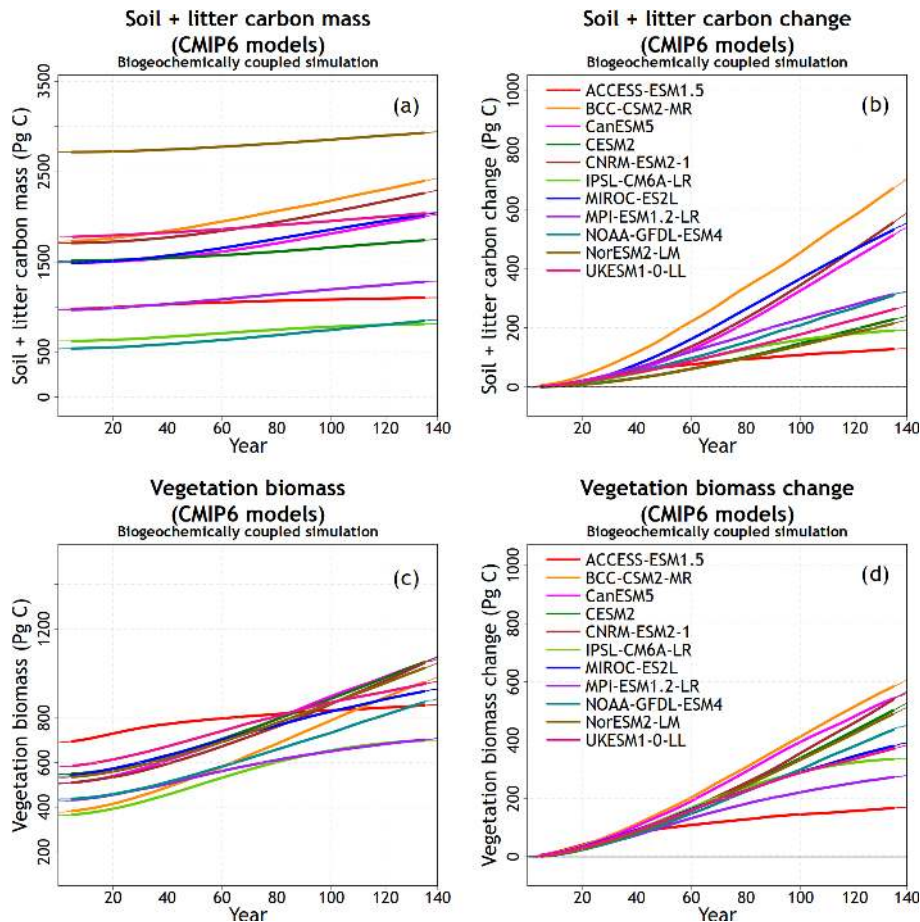 Soil + litter carbon mass
(CMIP6 models)
Biogeochemically coupled simulation
(a)
Soil + litter carbon mass (Pg C)
3500
2500
1500
500
0
20 40 60 80 100 120 140
Year
Soil + litter carbon change
(CMIP6 models)
Biogeochemically coupled simulation
(b)
ACCESS-ESM1.5
BCC-CSM2-MR
CanESM5
CESM2
CNRM-ESM2-1
IPSL-CM6A-LR
MIROC-ES2L
MPI-ESM1.2-LR
NOAA-GFDL-ESM4
NorESM2-LM
UKESM1-0-LL
Soil + litter carbon change (Pg C)
1000
800
600
400
200
0
0 20 40 60 80 100 120 140
Year
Vegetation biomass
(CMIP6 models)
Biogeochemically coupled simulation
(c)
Vegetation biomass (Pg C)
1200
1000
800
600
400
200
0 20 40 60 80 100 120 140
Year
Vegetation biomass change
(CMIP6 models)
Biogeochemically coupled simulation
(d)
ACCESS-ESM1.5
BCC-CSM2-MR
CanESM5
CESM2
CNRM-ESM2-1
IPSL-CM6A-LR
MIROC-ES2L
MPI-ESM1.2-LR
NOAA-GFDL-ESM4
NorESM2-LM
UKESM1-0-LL
Vegetation biomass change (Pg C)
1000
800
600
400
200
0
0 20 40 60 80 100 120 140
Year